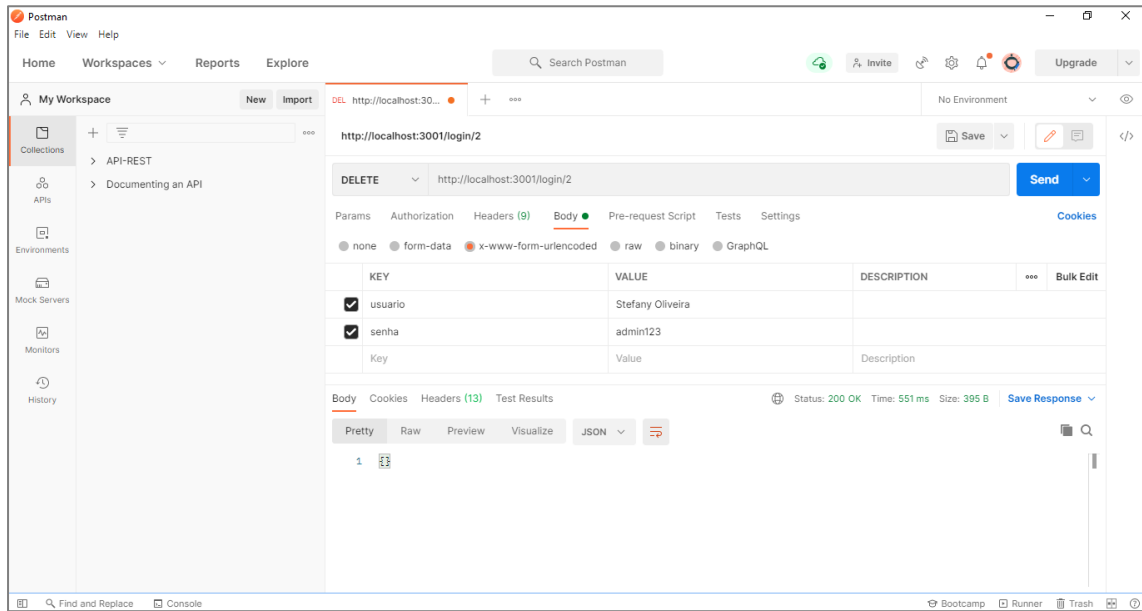 Postman
File Edit View Help
Home Workspaces Reports Explore Search Postman Invite Upgrade
My Workspace New Import DEL http://localhost:30... No Environment
Collections
APIs
Environments
Mock Servers
Monitors
History
API-REST
Documenting an API
http://localhost:3001/login/2 Save
DELETE http://localhost:3001/login/2 Send
Params Authorization Headers (9) Body Pre-request Script Tests Settings Cookies
none form-data x-www-form-urlencoded raw binary GraphQL
KEY VALUE DESCRIPTION Bulk Edit
usuario Stefany Oliveira
senha admin123
Key Value Description
Body Cookies Headers (13) Test Results Status: 200 OK Time: 551 ms Size: 395 B Save Response
Pretty Raw Preview Visualize JSON
1 {}
Find and Replace Console Bootcamp Runner Trash